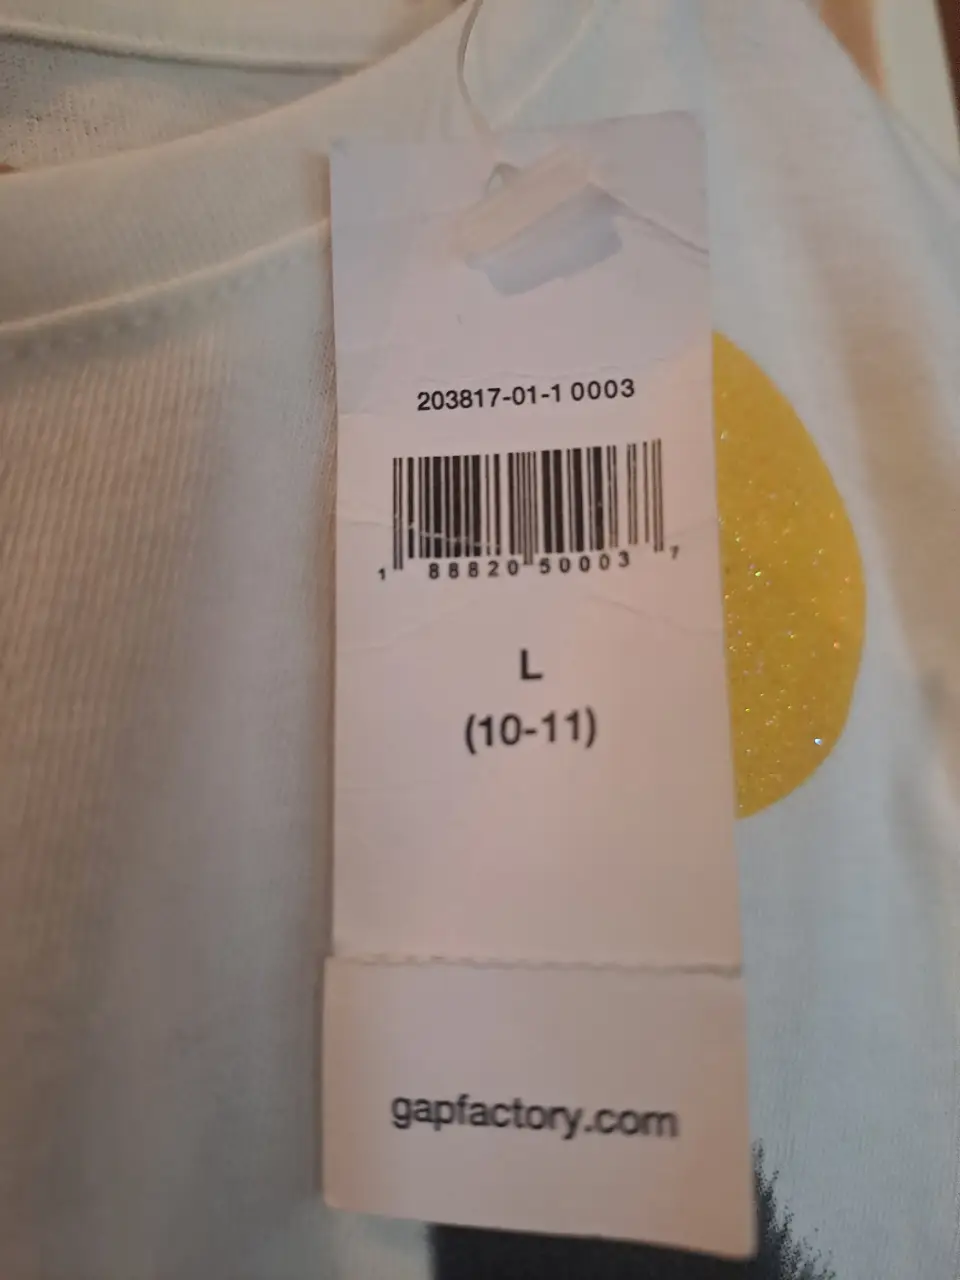 203817-01-1 0003
1 88820 50003 7
L
(10-11)
gapfactory.com